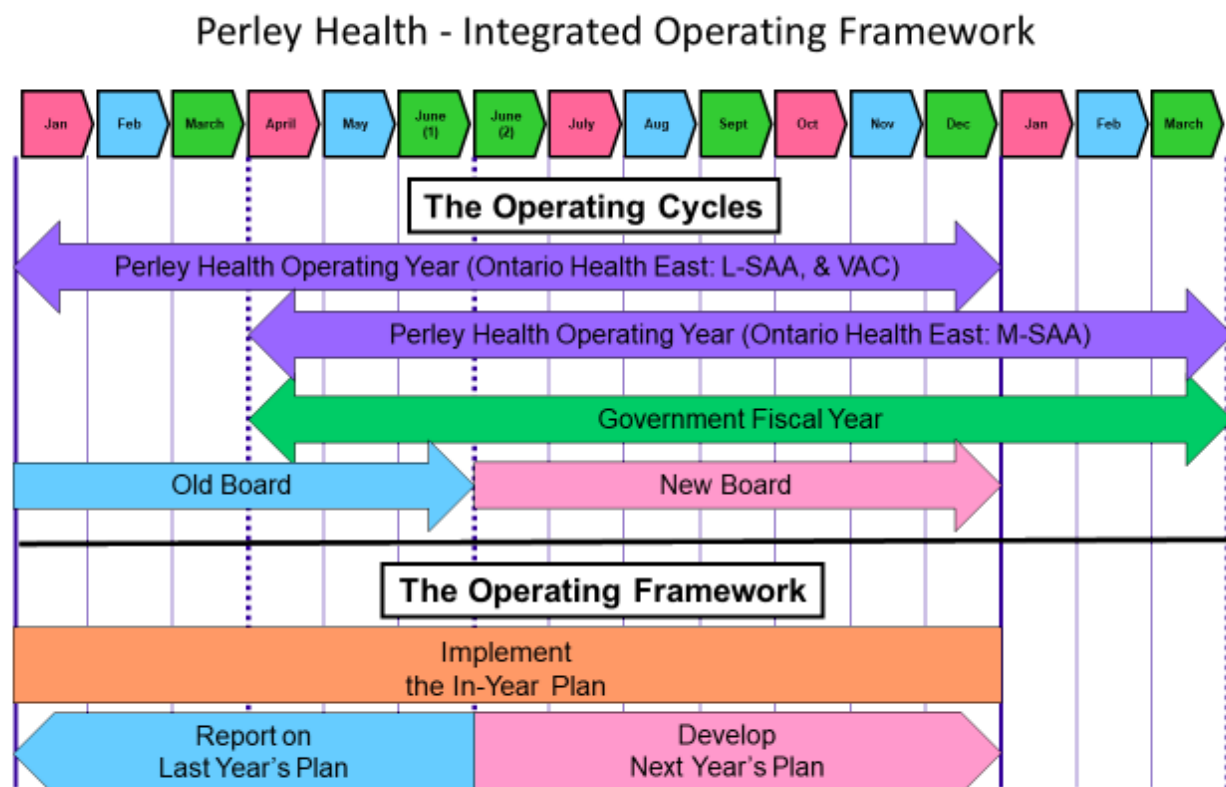 Perley Health - Integrated Operating Framework
Jan
Feb
March
April
May
June
(1)
June
(2)
July
Aug
Sept
Oct
Nov
Dec
Jan
Feb
March
The Operating Cycles
Perley Health Operating Year (Ontario Health East: L-SAA, & VAC)
Perley Health Operating Year (Ontario Health East: M-SAA)
Government Fiscal Year
Old Board
New Board
The Operating Framework
Implement
the In-Year Plan
Report on
Last Year's Plan
Develop
Next Year's Plan